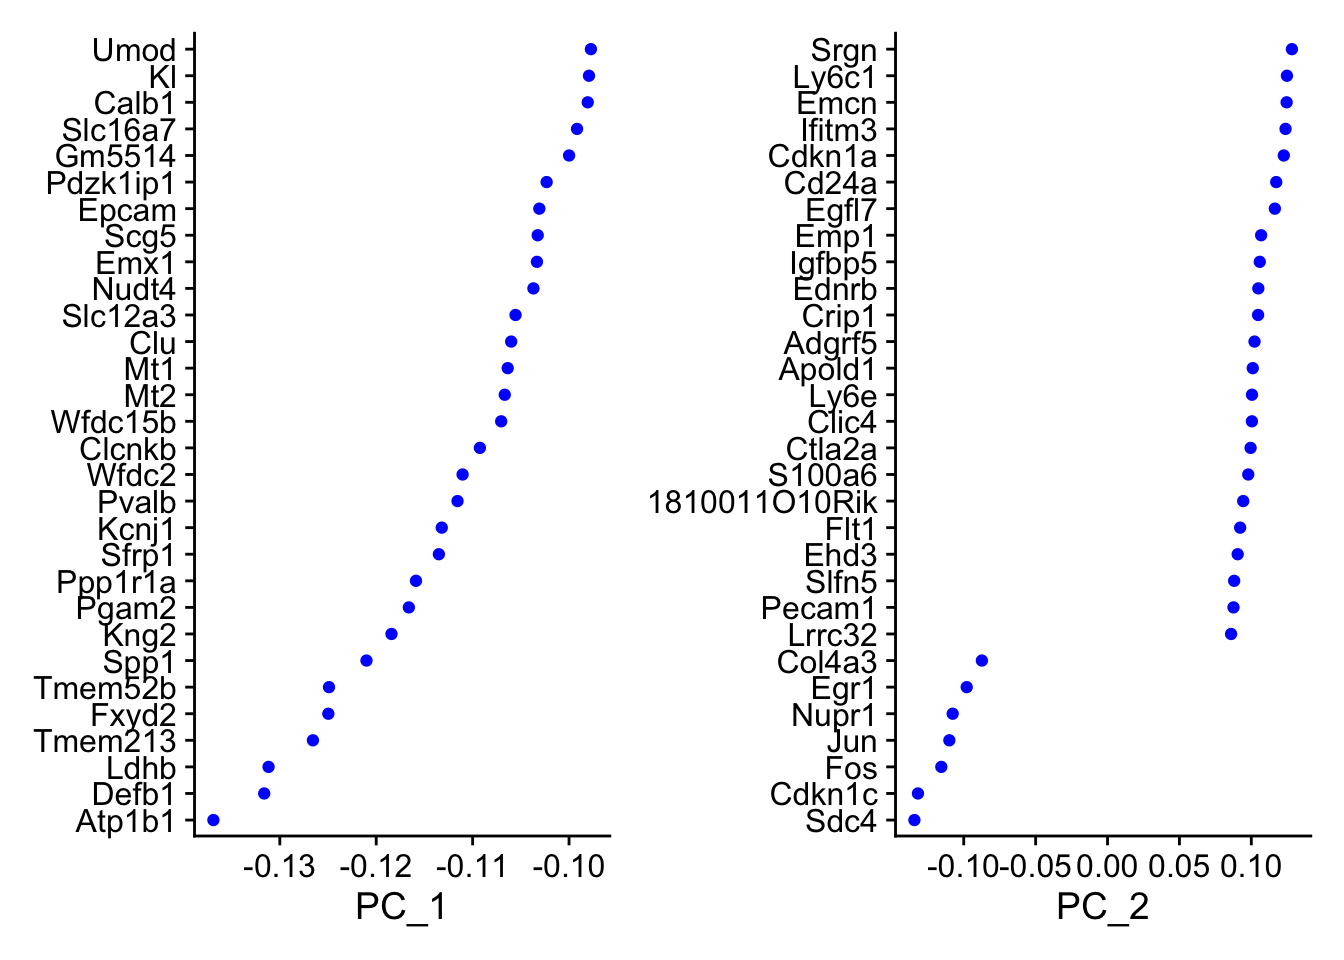 Umod
Kl
Calb1
Slc16a7
Gm5514
Pdzk1ip1
Epcam
Scg5
Emx1
Nudt4
Slc12a3
Clu
Mt1
Mt2
Wfdc15b
Clcnkb
Wfdc2
Pvalb
Kcnj1
Sfrp1
Ppp1r1a
Pgam2
Kng2
Spp1
Tmem52b
Fxyd2
Tmem213
Ldhb
Defb1
Atp1b1
-0.13 -0.12 -0.11 -0.10
PC_1
Srgn
Ly6c1
Emcn
Ifitm3
Cdkn1a
Cd24a
Egfl7
Emp1
Igfbp5
Ednrb
Crip1
Adgrf5
Apold1
Ly6e
Clic4
Ctla2a
S100a6
1810011O10Rik
Flt1
Ehd3
Slfn5
Pecam1
Lrrc32
Col4a3
Egr1
Nupr1
Jun
Fos
Cdkn1c
Sdc4
-0.10 -0.05 0.00 0.05 0.10
PC_2